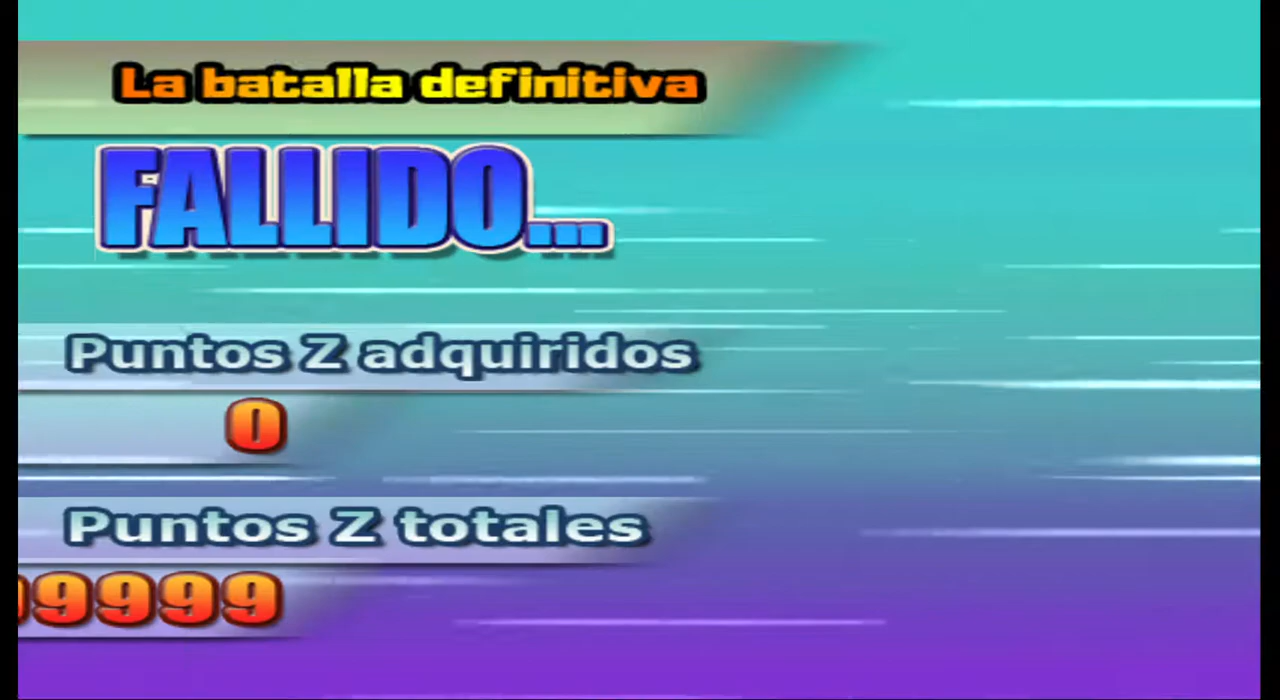 La batalla definitiva
FALLIDO...
Puntos Z adquiridos
0
Puntos Z totales
9999